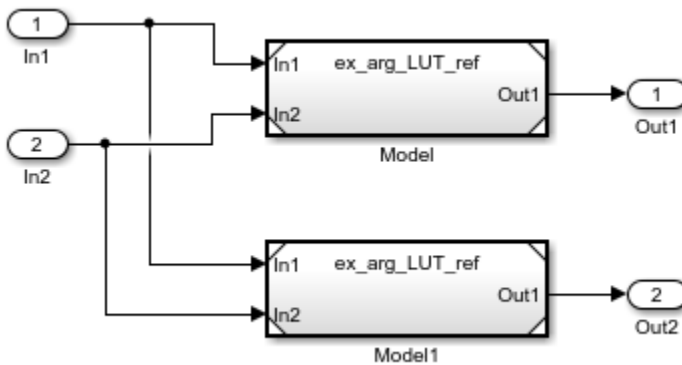 1
In1
2
In2
ex_arg_LUT_ref
In1
Out1
In2
Model
1
Out1
ex_arg_LUT_ref
In1
Out1
In2
Model1
2
Out2